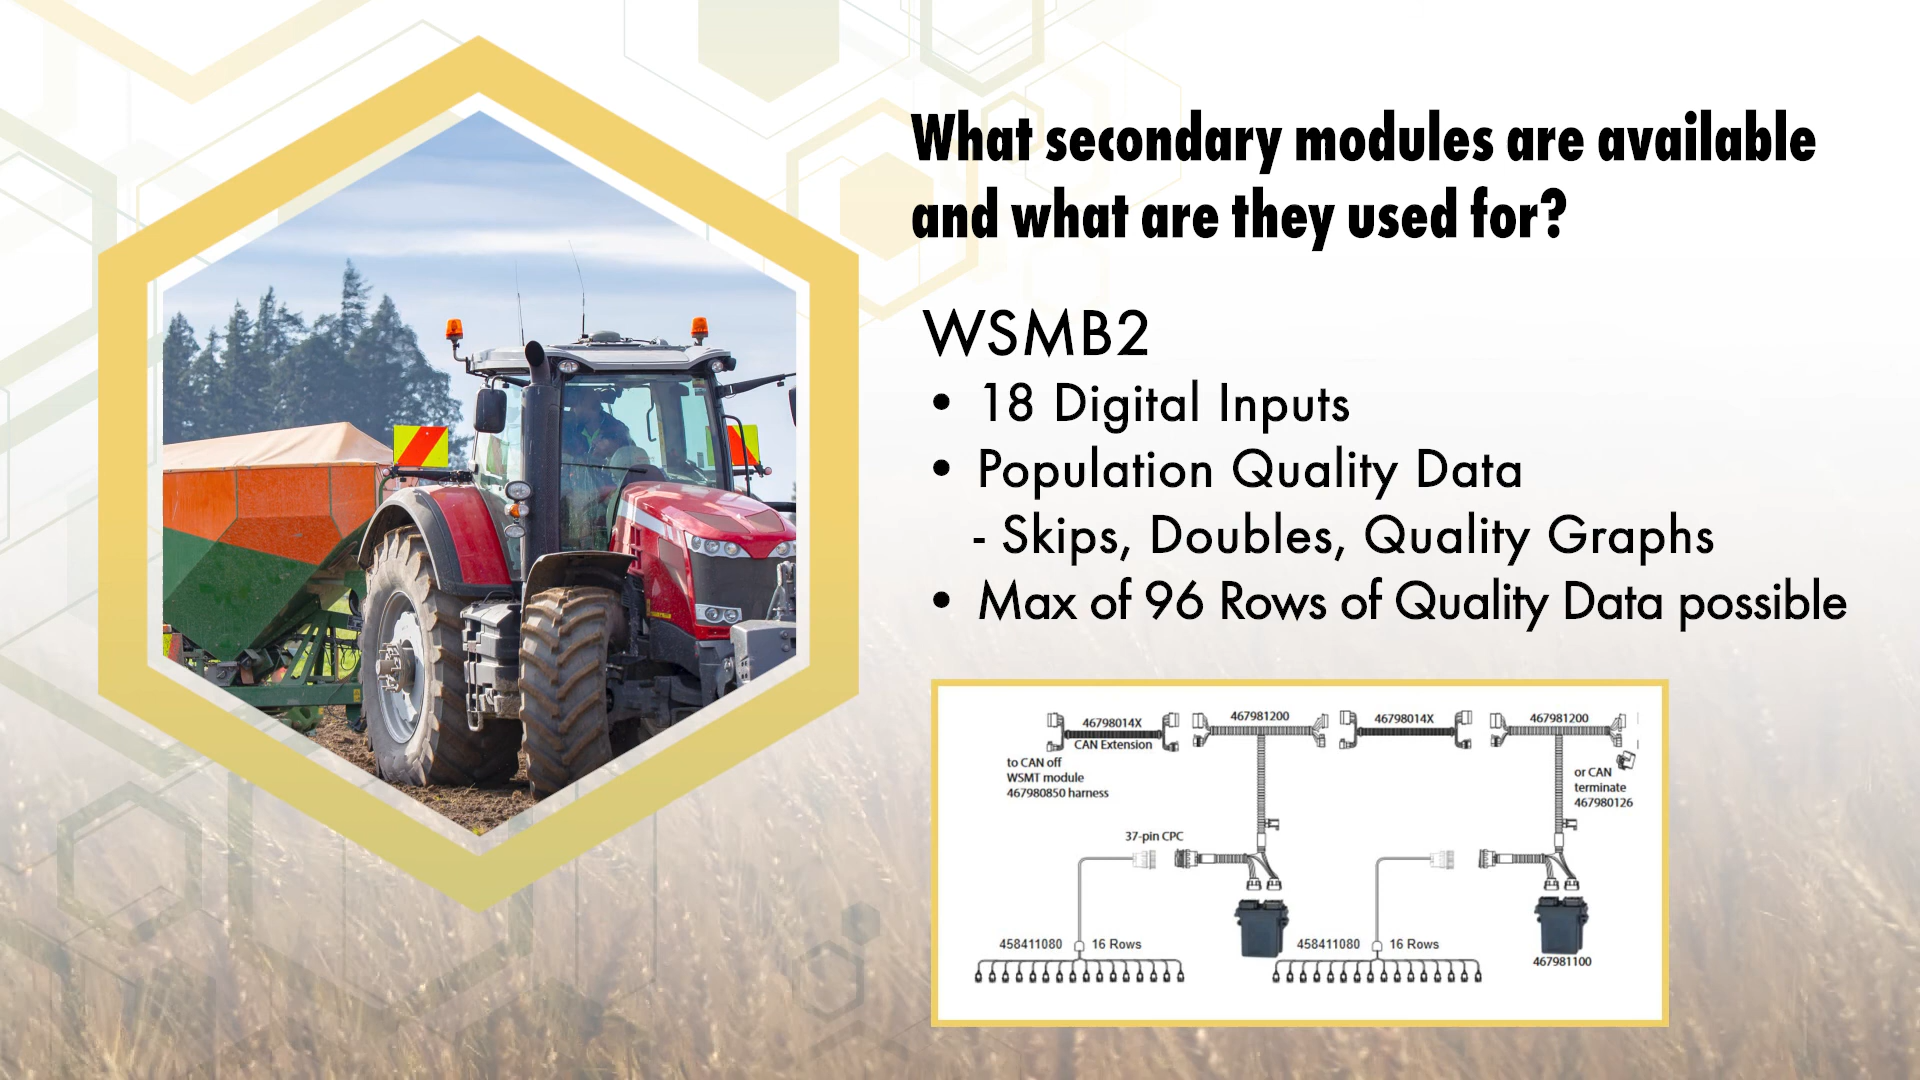 What secondary modules are available
and what are they used for?
WSMB2
• 18 Digital Inputs
• Population Quality Data
- Skips, Doubles, Quality Graphs
• Max of 96 Rows of Quality Data possible
46798014X
CAN Extension
467981200
46798014X
467981200
to CAN off
WSMT module
467980850 harness
or CAN
terminate
467980126
37-pin CPC
458411080
16 Rows
458411080
16 Rows
467981100